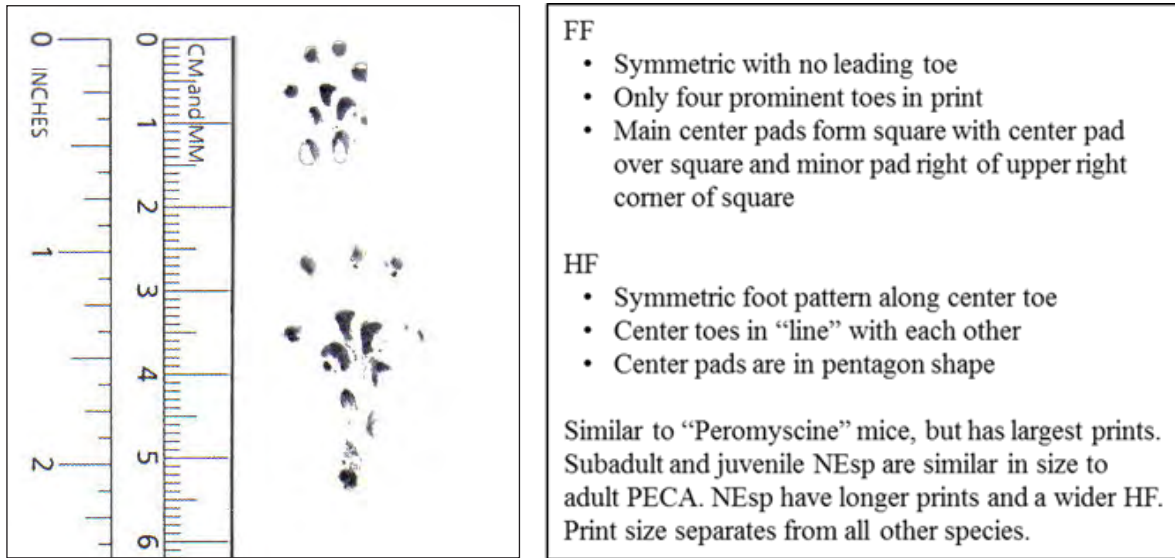 0
INCHES
1
2
0
CM and MM
1
2
3
4
5
6
FF
• Symmetric with no leading toe
• Only four prominent toes in print
• Main center pads form square with center pad
over square and minor pad right of upper right
corner of square
HF
• Symmetric foot pattern along center toe
• Center toes in “line” with each other
• Center pads are in pentagon shape
Similar to “Peromyscine” mice, but has largest prints.
Subadult and juvenile NEsp are similar in size to
adult PECA. NEsp have longer prints and a wider HF.
Print size separates from all other species.